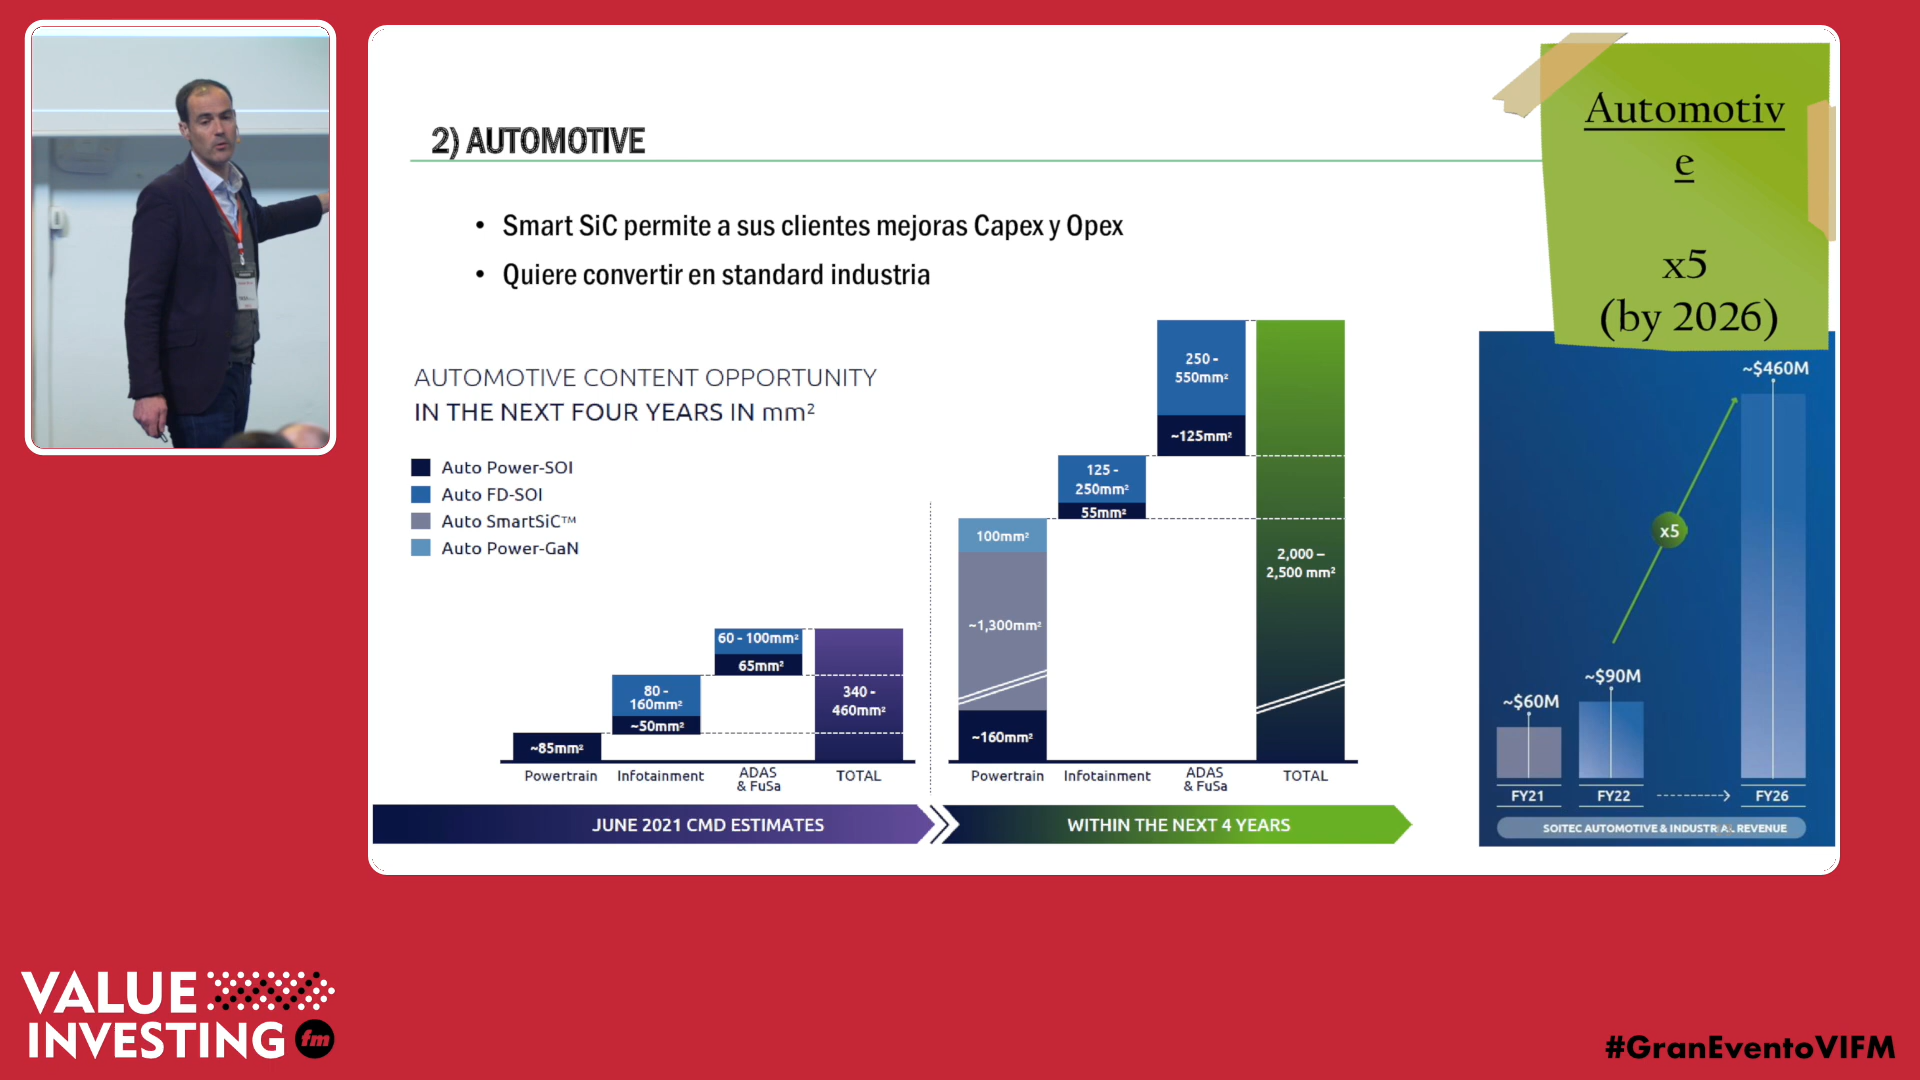 2) AUTOMOTIVE
Automotiv
e
x5
(by 2026)
• Smart SiC permite a sus clientes mejoras Capex y Opex
• Quiere convertir en standard industria
AUTOMOTIVE CONTENT OPPORTUNITY
IN THE NEXT FOUR YEARS IN mm²
Auto Power-SOI
Auto FD-SOI
Auto SmartSiC™
Auto Power-GaN
~85mm²
80 -
160mm²
~50mm²
60 - 100mm²
65mm²
340 -
460mm²
Powertrain
Infotainment
ADAS
& FuSa
TOTAL
JUNE 2021 CMD ESTIMATES
100mm²
~1,300mm²
~160mm²
125 -
250mm²
55mm²
250 -
550mm²
~125mm²
2,000 –
2,500 mm²
Powertrain
Infotainment
ADAS
& FuSa
TOTAL
WITHIN THE NEXT 4 YEARS
~$460M
x5
~$90M
~$60M
FY21
FY22
FY26
SOITEC AUTOMOTIVE & INDUSTRIAL REVENUE
VALUE
INVESTING
fm
#GranEventoVIFM